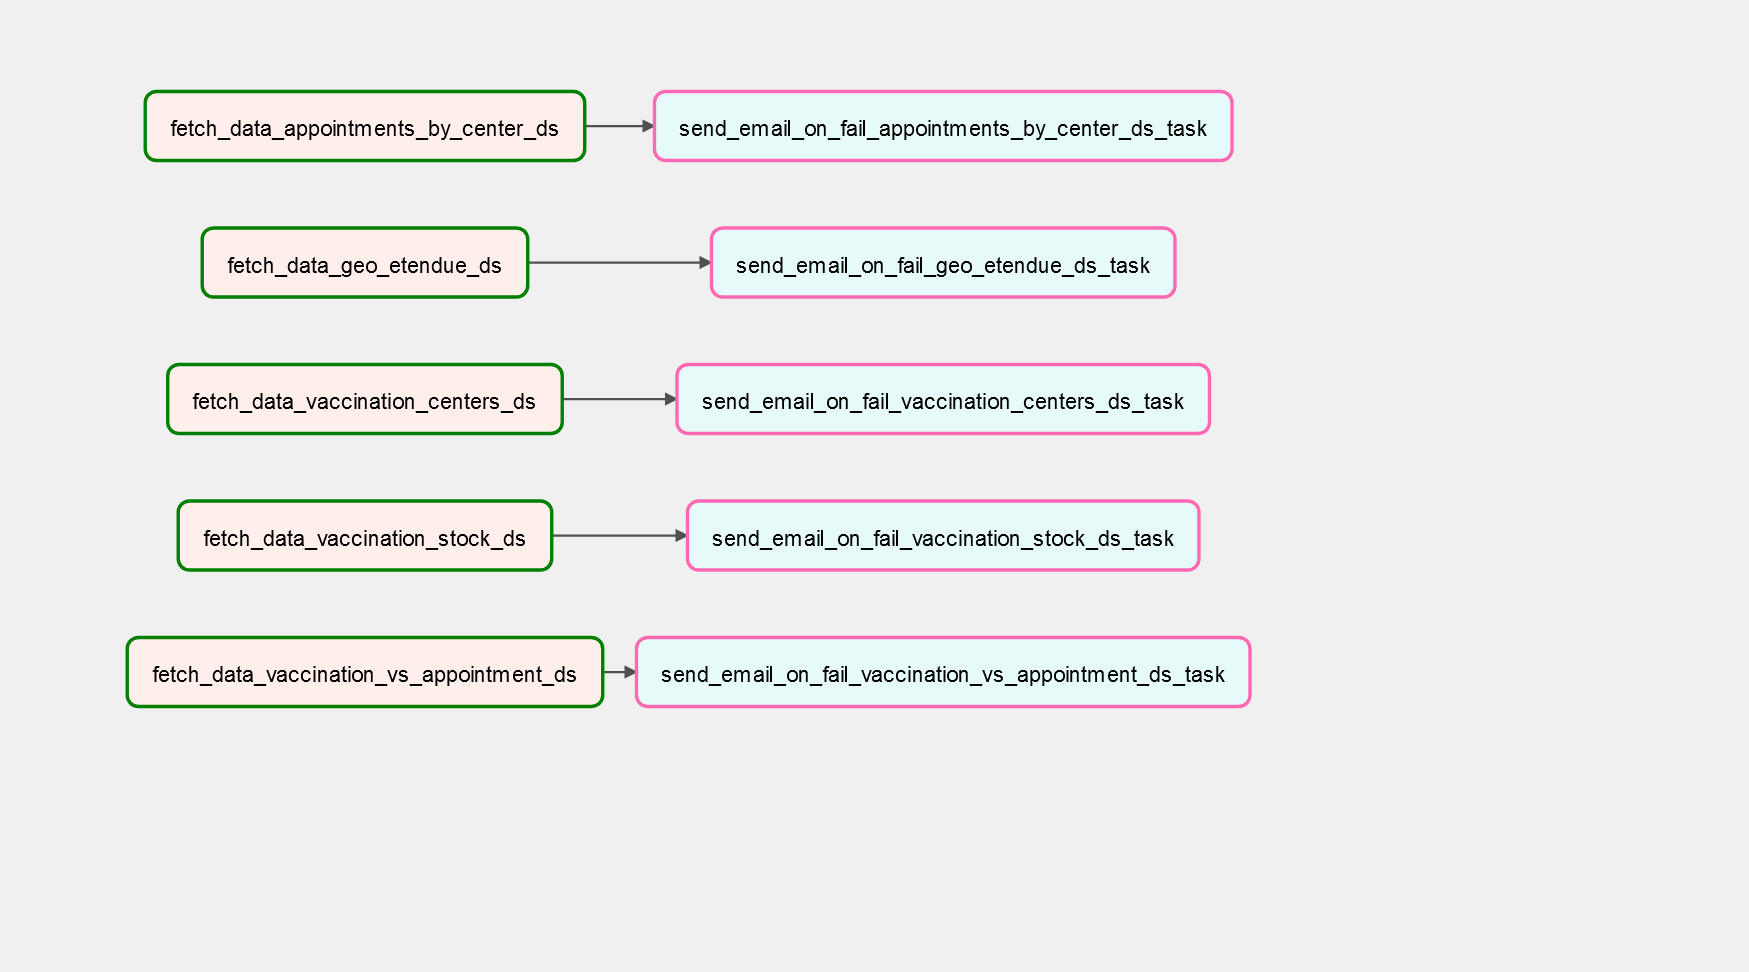 fetch_data_appointments_by_center_ds
send_email_on_fail_appointments_by_center_ds_task
fetch_data_geo_etendue_ds
send_email_on_fail_geo_etendue_ds_task
fetch_data_vaccination_centers_ds
send_email_on_fail_vaccination_centers_ds_task
fetch_data_vaccination_stock_ds
send_email_on_fail_vaccination_stock_ds_task
fetch_data_vaccination_vs_appointment_ds
send_email_on_fail_vaccination_vs_appointment_ds_task